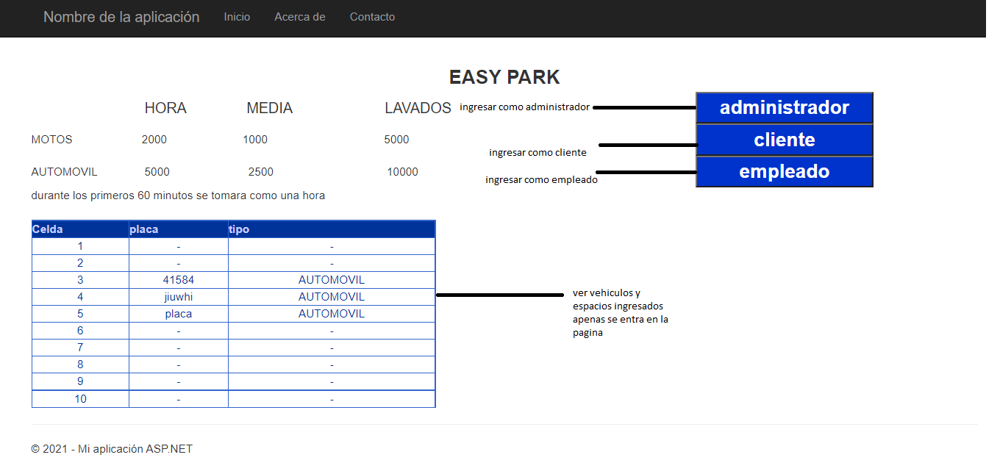 Nombre de la aplicación Inicio Acerca de Contacto
EASY PARK
HORA MEDIA LAVADOS
MOTOS 2000 1000 5000
AUTOMOVIL 5000 2500 10000
durante los primeros 60 minutos se tomara como una hora
ingresar como administrador administrador
ingresar como cliente cliente
ingresar como empleado empleado
Celda placa tipo
1 - -
2 - -
3 41584 AUTOMOVIL
4 jiuwhi AUTOMOVIL
5 placa AUTOMOVIL
6 - -
7 - -
8 - -
9 - -
10 - -
ver vehiculos y
espacios ingresados
apenas se entra en la
pagina
© 2021 - Mi aplicación ASP.NET